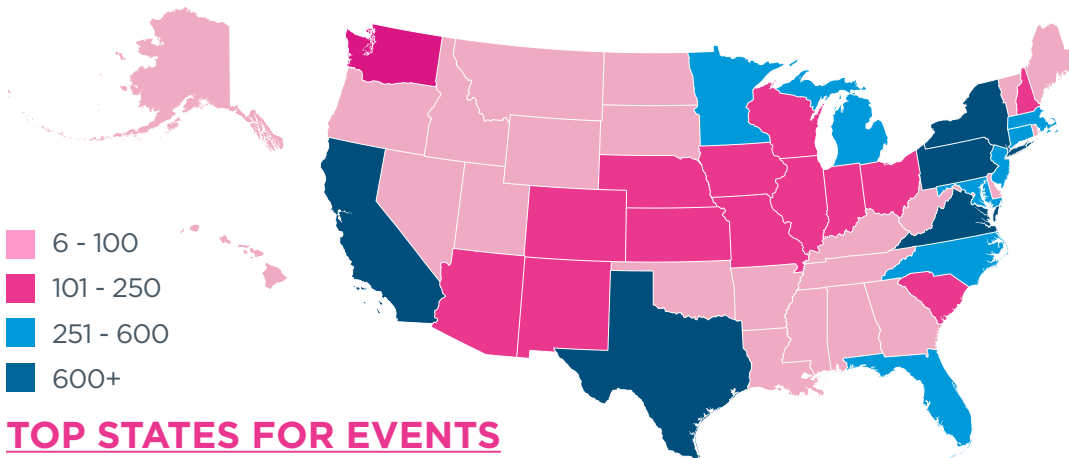 6 - 100
101 - 250
251 - 600
600+
TOP STATES FOR EVENTS